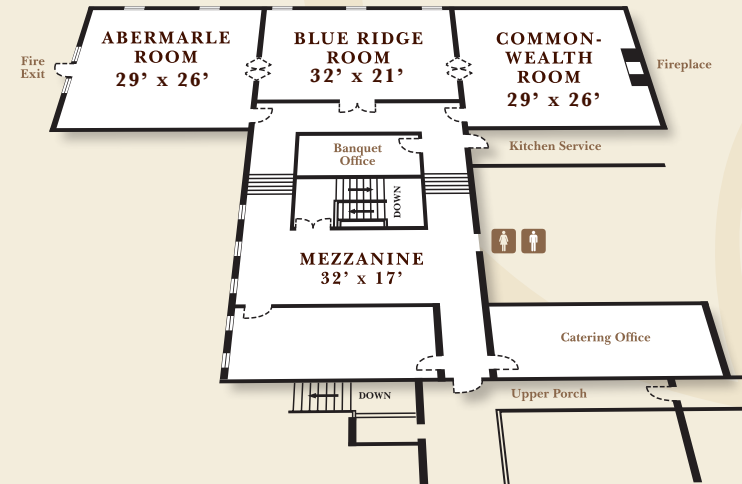 ABERMARLE
ROOM
29’ x 26’
BLUE RIDGE
ROOM
32’ x 21’
COMMON-
WEALTH
ROOM
29’ x 26’
Fire
Exit
Fireplace
Banquet
Office
Kitchen Service
DOWN
MEZZANINE
32’ x 17’
Catering Office
DOWN
Upper Porch